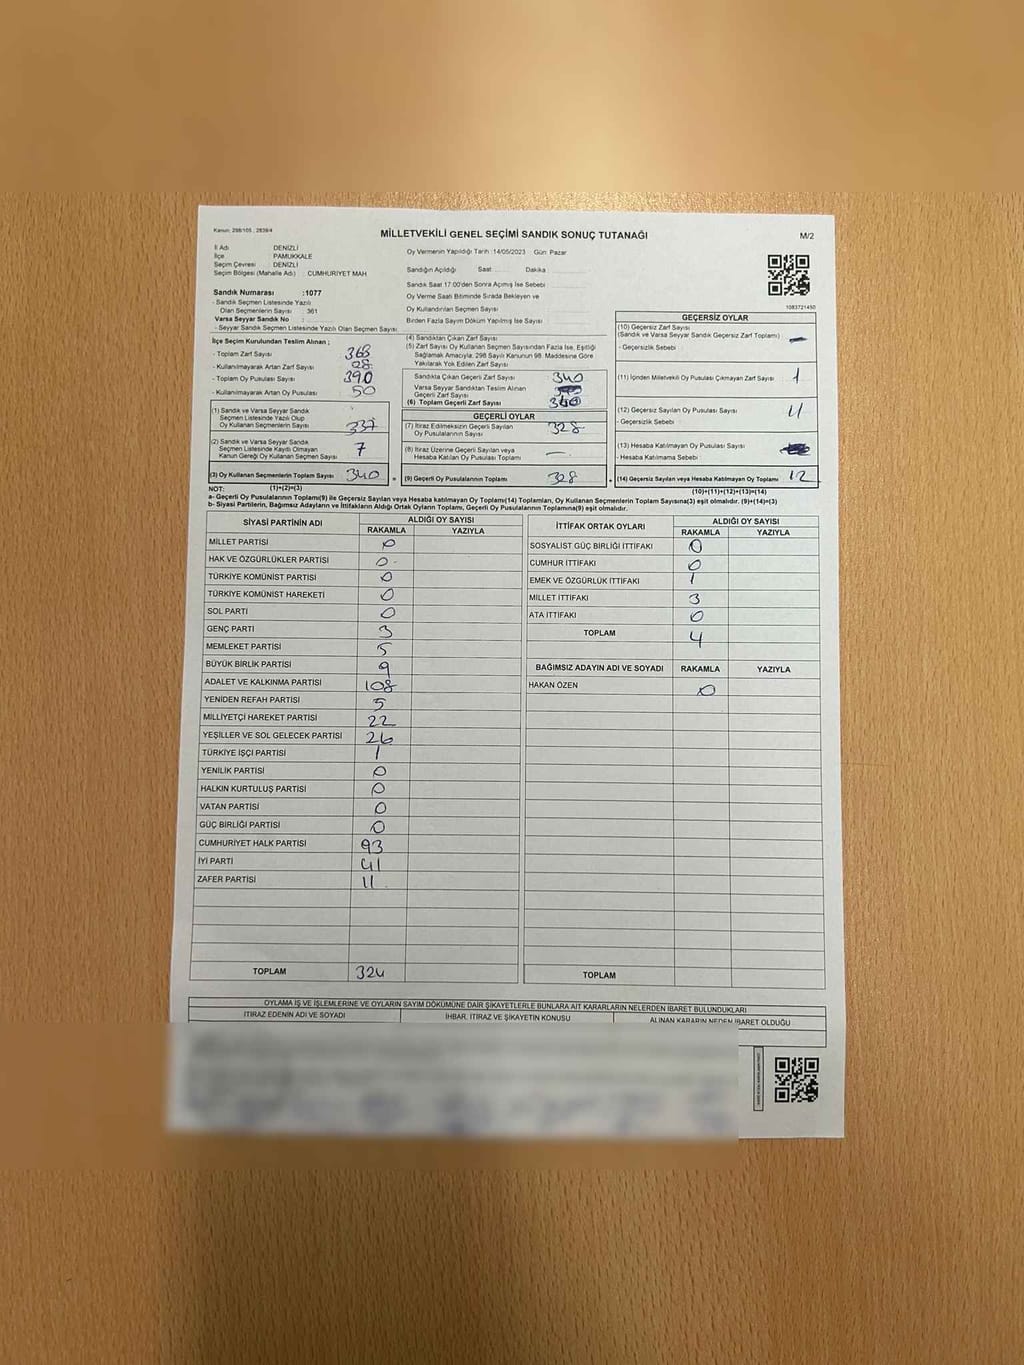 Kanun: 298/105 , 2839/4
MİLLETVEKİLİ GENEL SEÇİMİ SANDIK SONUÇ TUTANAĞI
M/2
İl Adı DENİZLİ
İlçe PAMUKKALE
Seçim Çevresi : DENİZLİ
Seçim Bölgesi (Mahalle Adı) : CUMHURİYET MAH
Oy Vermenin Yapıldığı Tarih :14/05/2023 Gün: Pazar
Sandığın Açıldığı Saat Dakika
Sandık Saat 17:00'den Sonra Açılmış İse Sebebi
Oy Verme Saati Bitiminde Sırada Bekleyen ve
Oy Kullandırılan Seçmen Sayısı
Birden Fazla Sayım Döküm Yapılmış İse Sayısı
1083721450
Sandık Numarası :1077
- Sandık Seçmen Listesinde Yazılı
Olan Seçmenlerin Sayısı : 361
Varsa Seyyar Sandık No :
- Seyyar Sandık Seçmen Listesinde Yazılı Olan Seçmen Sayısı
İlçe Seçim Kurulundan Teslim Alınan ;
- Toplam Zarf Sayısı 368
- Kullanılmayarak Artan Zarf Sayısı 28
- Toplam Oy Pusulası Sayısı 390
- Kullanılmayarak Artan Oy Pusulası 50
(1) Sandık ve Varsa Seyyar Sandık
Seçmen Listesinde Yazılı Olup
Oy Kullanan Seçmenlerin Sayısı 337
(2) Sandık ve Varsa Seyyar Sandık
Seçmen Listesinde Kayıtlı Olmayan
Kanun Gereği Oy Kullanan Seçmen Sayısı 7
(3) Oy Kullanan Seçmenlerin Toplam Sayısı 340
(1)+(2)=(3)
(4) Sandıktan Çıkan Zarf Sayısı
(5) Zarf Sayısı Oy Kullanan Seçmen Sayısından Fazla İse, Eşitliği
Sağlamak Amacıyla; 298 Sayılı Kanunun 98. Maddesine Göre
Yakılarak Yok Edilen Zarf Sayısı
Sandıkta Çıkan Geçerli Zarf Sayısı : 340
Varsa Seyyar Sandıktan Teslim Alınan
Geçerli Zarf Sayısı
(6) Toplam Geçerli Zarf Sayısı 340
GEÇERLİ OYLAR
(7) İtiraz Edilmeksizin Geçerli Sayılan
Oy Pusulalarının Sayısı 328
(8) İtiraz Üzerine Geçerli Sayılan veya
Hesaba Katılan Oy Pusulası Toplamı —
(9) Geçerli Oy Pusulalarının Toplamı 328
GEÇERSİZ OYLAR
(10) Geçersiz Zarf Sayısı
(Sandık ve Varsa Seyyar Sandık Geçersiz Zarf Toplamı) —
- Geçersizlik Sebebi
(11) İçinden Milletvekili Oy Pusulası Çıkmayan Zarf Sayısı 1
(12) Geçersiz Sayılan Oy Pusulası Sayısı 11
- Geçersizlik Sebebi
(13) Hesaba Katılmayan Oy Pusulası Sayısı
- Hesaba Katılmama Sebebi
(14) Geçersiz Sayılan veya Hesaba Katılmayan Oy Toplamı 12
(10)+(11)+(12)+(13)=(14)
NOT:
a- Geçerli Oy Pusulalarının Toplamı(9) ile Geçersiz Sayılan veya Hesaba katılmayan Oy Toplamı(14) Toplamları, Oy Kullanan Seçmenlerin Toplam Sayısına(3) eşit olmalıdır. (9)+(14)=(3)
b- Siyasi Partilerin, Bağımsız Adayların ve İttifakların Aldığı Ortak Oyların Toplamı, Geçerli Oy Pusulalarının Toplamına(9) eşit olmalıdır.
SİYASİ PARTİNİN ADI ALDIĞI OY SAYISI
RAKAMLA YAZIYLA
MİLLET PARTİSİ 0
HAK VE ÖZGÜRLÜKLER PARTİSİ 0
TÜRKİYE KOMÜNİST PARTİSİ 0
TÜRKİYE KOMÜNİST HAREKETİ 0
SOL PARTİ 0
GENÇ PARTİ 3
MEMLEKET PARTİSİ 5
BÜYÜK BİRLİK PARTİSİ 9
ADALET VE KALKINMA PARTİSİ 108
YENİDEN REFAH PARTİSİ 5
MİLLİYETÇİ HAREKET PARTİSİ 22
YEŞİLLER VE SOL GELECEK PARTİSİ 26
TÜRKİYE İŞÇİ PARTİSİ 1
YENİLİK PARTİSİ 0
HALKIN KURTULUŞ PARTİSİ 0
VATAN PARTİSİ 0
GÜÇ BİRLİĞİ PARTİSİ 0
CUMHURİYET HALK PARTİSİ 93
İYİ PARTİ 41
ZAFER PARTİSİ 11
TOPLAM 324
İTTİFAK ORTAK OYLARI ALDIĞI OY SAYISI
RAKAMLA YAZIYLA
SOSYALİST GÜÇ BİRLİĞİ İTTİFAKI 0
CUMHUR İTTİFAKI 0
EMEK VE ÖZGÜRLÜK İTTİFAKI 1
MİLLET İTTİFAKI 3
ATA İTTİFAKI 0
TOPLAM 4
BAĞIMSIZ ADAYIN ADI VE SOYADI RAKAMLA YAZIYLA
HAKAN ÖZEN 0
TOPLAM
OYLAMA İŞ VE İŞLEMLERİNE VE OYLARIN SAYIM DÖKÜMÜNE DAİR ŞİKAYETLERLE BUNLARA AİT KARARLARIN NELERDEN İBARET BULUNDUKLARI
İTİRAZ EDENİN ADI VE SOYADI İHBAR, İTİRAZ VE ŞİKAYETİN KONUSU ALINAN KARARIN NEDEN İBARET OLDUĞU